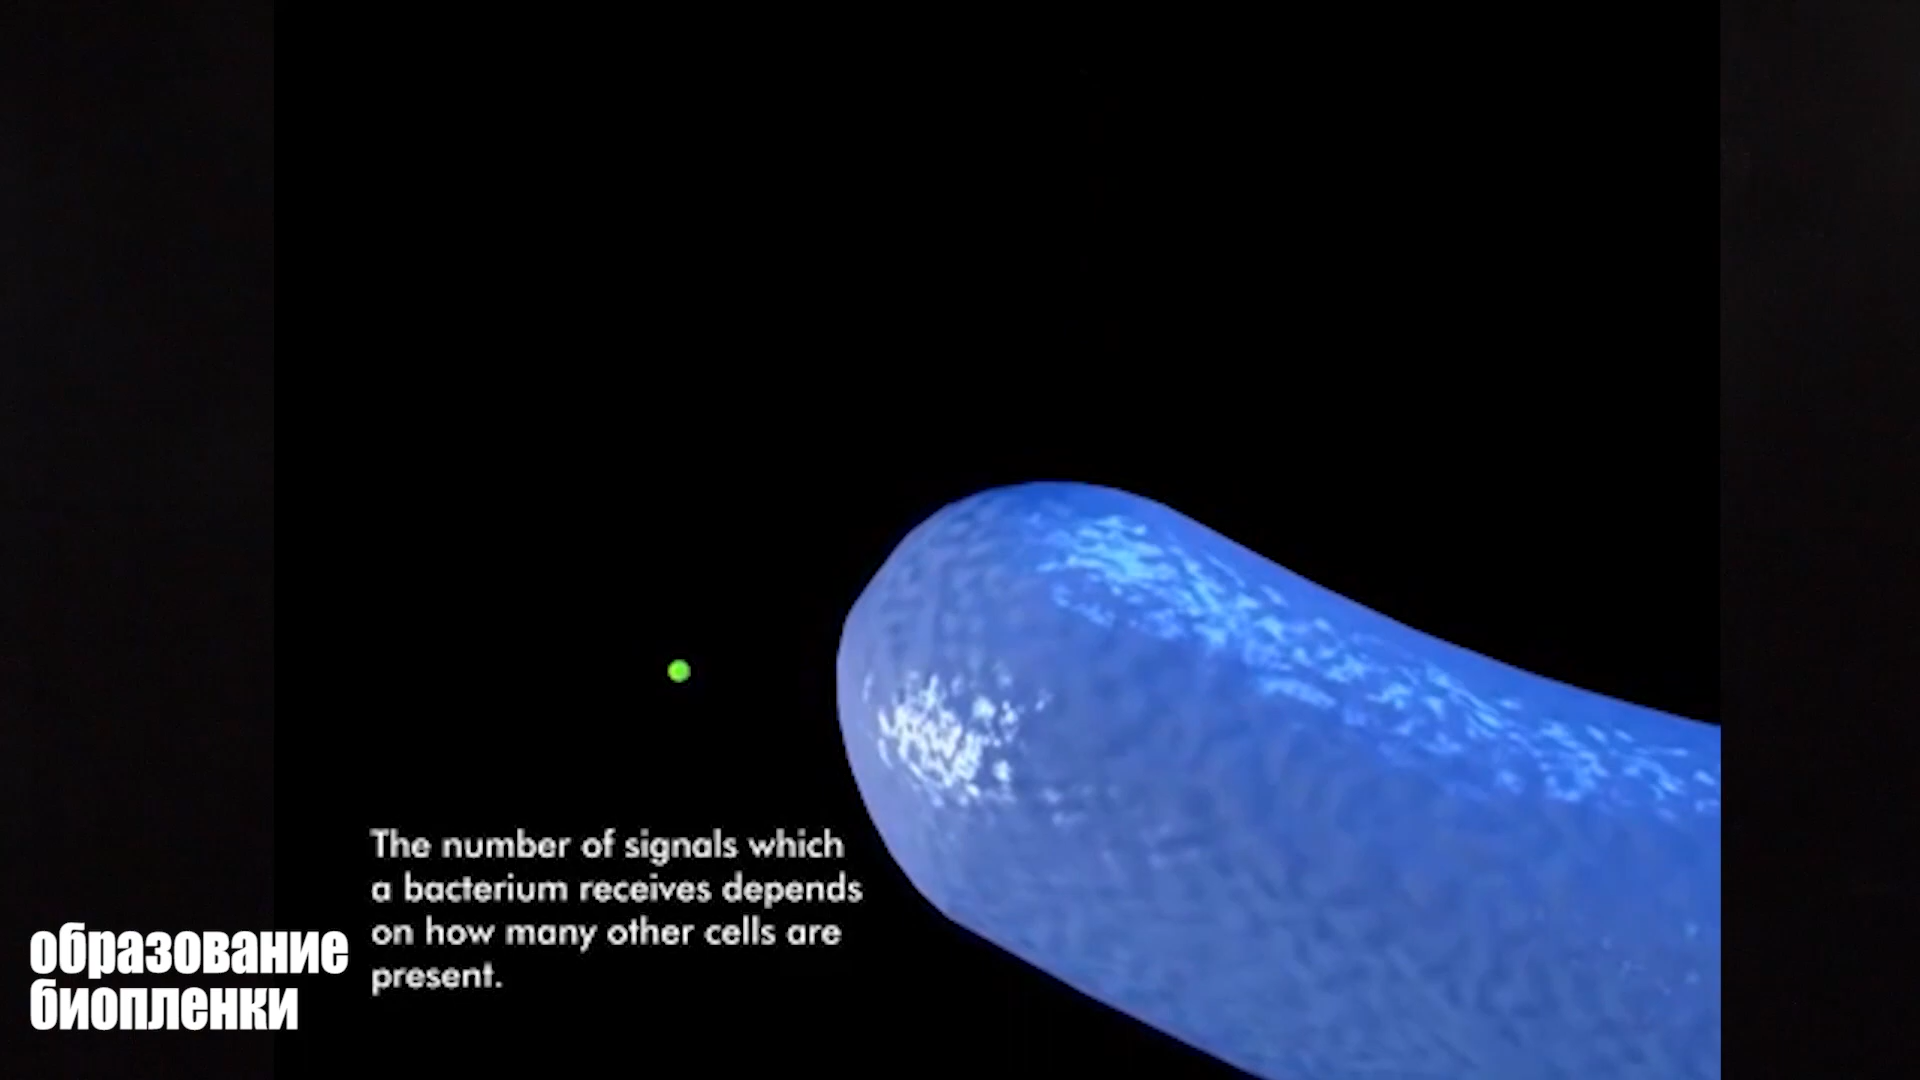 The number of signals which
a bacterium receives depends
on how many other cells are
present.
образование
биопленки